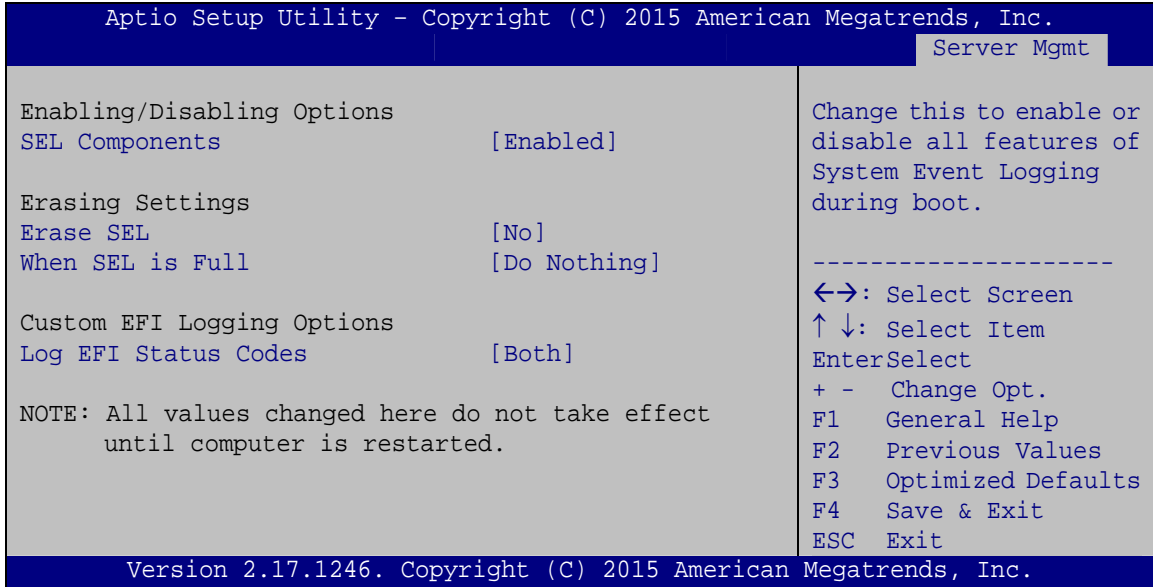 Aptio Setup Utility – Copyright (C) 2015 American Megatrends, Inc.
Server Mgmt
Enabling/Disabling Options
SEL Components [Enabled]
Erasing Settings
Erase SEL [No]
When SEL is Full [Do Nothing]
Custom EFI Logging Options
Log EFI Status Codes [Both]
NOTE: All values changed here do not take effect
until computer is restarted.
Change this to enable or
disable all features of
System Event Logging
during boot.
---------------------
←→: Select Screen
↑ ↓: Select Item
EnterSelect
+ - Change Opt.
F1 General Help
F2 Previous Values
F3 Optimized Defaults
F4 Save & Exit
ESC Exit
Version 2.17.1246. Copyright (C) 2015 American Megatrends, Inc.